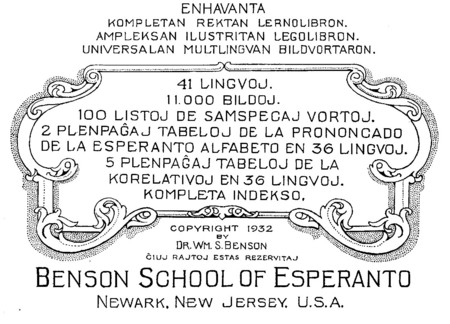 ENHAVANTA
KOMPLETAN REKTAN LERNOLIBRON.
AMPLEKSAN ILUSTRITAN LEGOLIBRON.
UNIVERSALAN MULTLINGVAN BILDVORTARON.
41 LINGVOJ.
11.000 BILDOJ.
100 LISTOJ DE SAMSPECAJ VORTOJ.
2 PLENPAĜAJ TABELOJ DE LA PRONONCADO
DE LA ESPERANTO ALFABETO EN 36 LINGVOJ.
5 PLENPAĜAJ TABELOJ DE LA
KORELATIVOJ EN 36 LINGVOJ.
KOMPLETA INDEKSO.
COPYRIGHT 1932
BY
DR. WM. S. BENSON
ĈIUJ RAJTOJ ESTAS REZERVITAJ
BENSON SCHOOL OF ESPERANTO
NEWARK, NEW JERSEY, U.S.A.